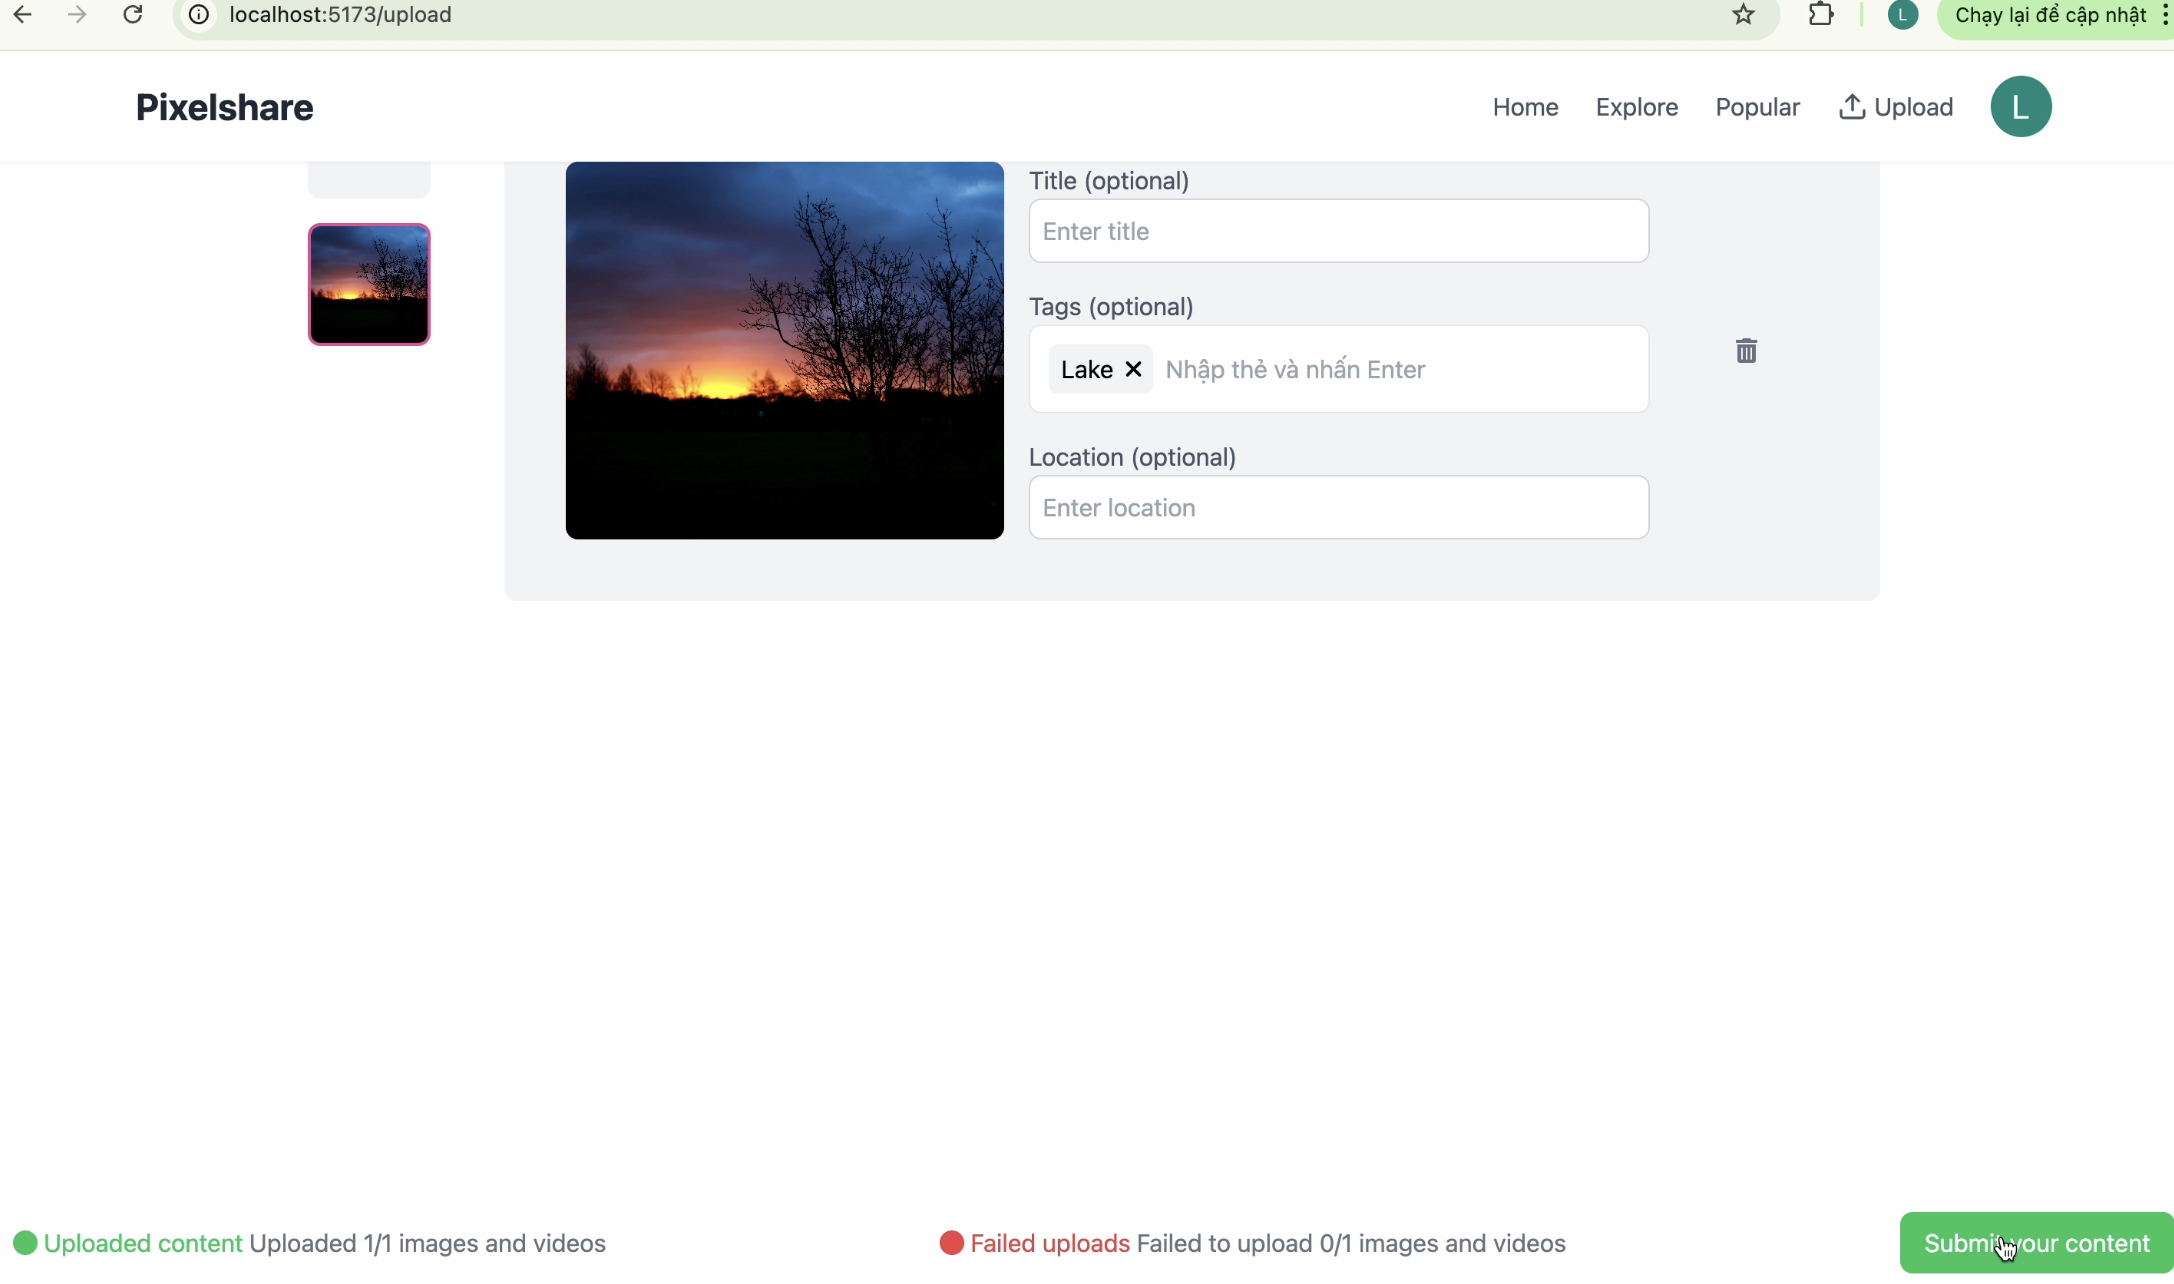 localhost:5173/upload
L
Chạy lại để cập nhật
Pixelshare
Home
Explore
Popular
Upload
L
Title (optional)
Enter title
Tags (optional)
Lake
Nhập thẻ và nhấn Enter
Location (optional)
Enter location
Uploaded content Uploaded 1/1 images and videos
Failed uploads Failed to upload 0/1 images and videos
Submit your content